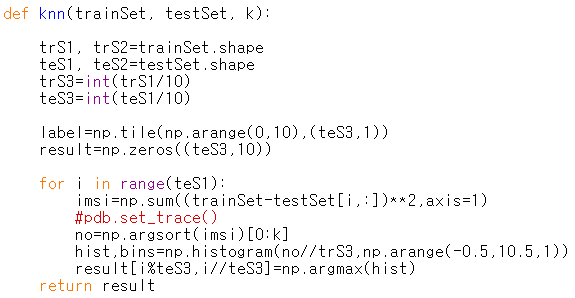 def knn(trainSet, testSet, k):
    trS1, trS2=trainSet.shape
    teS1, teS2=testSet.shape
    trS3=int(trS1/10)
    teS3=int(teS1/10)
    label=np.tile(np.arange(0,10),(teS3,1))
    result=np.zeros((teS3,10))
    for i in range(teS1):
        imsi=np.sum((trainSet-testSet[i,:])**2,axis=1)
        #pdb.set_trace()
        no=np.argsort(imsi)[0:k]
        hist,bins=np.histogram(no//trS3,np.arange(-0.5,10.5,1))
        result[i%teS3,i//teS3]=np.argmax(hist)
    return result